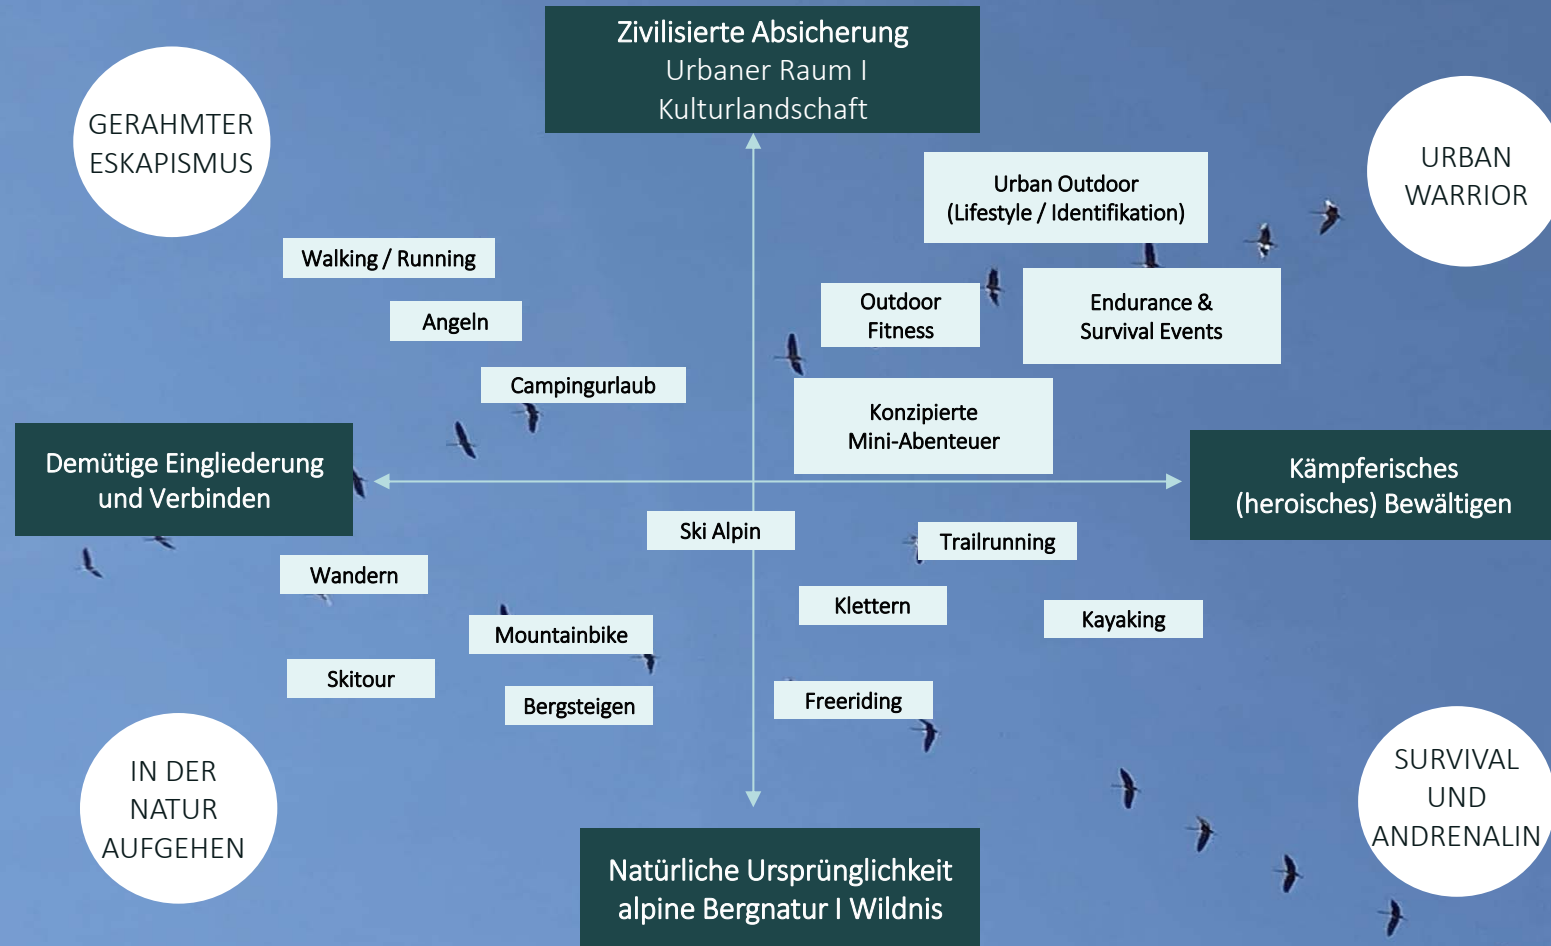 Zivilisierte Absicherung
Urbaner Raum I
Kulturlandschaft
GERAHMTER
ESKAPISMUS
URBAN
WARRIOR
Urban Outdoor
(Lifestyle / Identifikation)
Walking / Running
Outdoor
Fitness
Endurance &
Survival Events
Angeln
Campingurlaub
Konzipierte
Mini-Abenteuer
Demütige Eingliederung
und Verbinden
Kämpferisches
(heroisches) Bewältigen
Ski Alpin
Trailrunning
Wandern
Klettern
Kayaking
Mountainbike
Skitour
Bergsteigen
Freeriding
IN DER
NATUR
AUFGEHEN
SURVIVAL
UND
ANDRENALIN
Natürliche Ursprünglichkeit
alpine Bergnatur I Wildnis